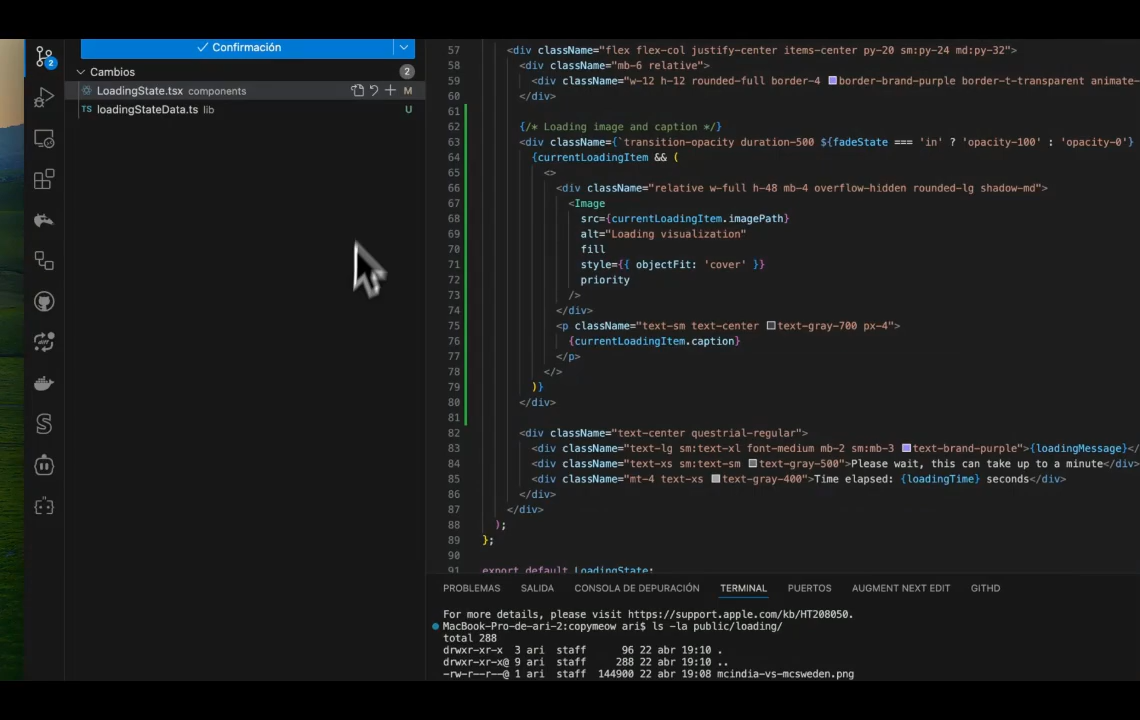 Confirmación
2
Cambios
2
LoadingState.tsx components
M
TS loadingStateData.ts lib
U
57 <div className="flex flex-col justify-center items-center py-20 sm:py-24 md:py-32">
58 <div className="mb-6 relative">
59 <div className="w-12 h-12 rounded-full border-4 border-brand-purple border-t-transparent animate-
60 </div>
61
62 {/* Loading image and caption */}
63 <div className={`transition-opacity duration-500 ${fadeState === 'in' ? 'opacity-100' : 'opacity-0'}
64 {currentLoadingItem && (
65 <>
66 <div className="relative w-full h-48 mb-4 overflow-hidden rounded-lg shadow-md">
67 <Image
68 src={currentLoadingItem.imagePath}
69 alt="Loading visualization"
70 fill
71 style={{ objectFit: 'cover' }}
72 priority
73 />
74 </div>
75 <p className="text-sm text-center text-gray-700 px-4">
76 {currentLoadingItem.caption}
77 </p>
78 </>
79 )}
80 </div>
81
82 <div className="text-center questrial-regular">
83 <div className="text-lg sm:text-xl font-medium mb-2 sm:mb-3 text-brand-purple">{loadingMessage}</
84 <div className="text-xs sm:text-sm text-gray-500">Please wait, this can take up to a minute</div>
85 <div className="mt-4 text-xs text-gray-400">Time elapsed: {loadingTime} seconds</div>
86 </div>
87 </div>
88 );
89 };
90
91 export default LoadingState;
PROBLEMAS SALIDA CONSOLA DE DEPURACIÓN TERMINAL PUERTOS AUGMENT NEXT EDIT GITHD
For more details, please visit https://support.apple.com/kb/HT208050.
MacBook-Pro-de-ari-2:copymeow ari$ ls -la public/loading/
total 288
drwxr-xr-x 3 ari staff 96 22 abr 19:10 .
drwxr-xr-x@ 9 ari staff 288 22 abr 19:10 ..
-rw-r--r--@ 1 ari staff 144900 22 abr 19:08 mcindia-vs-mcsweden.png